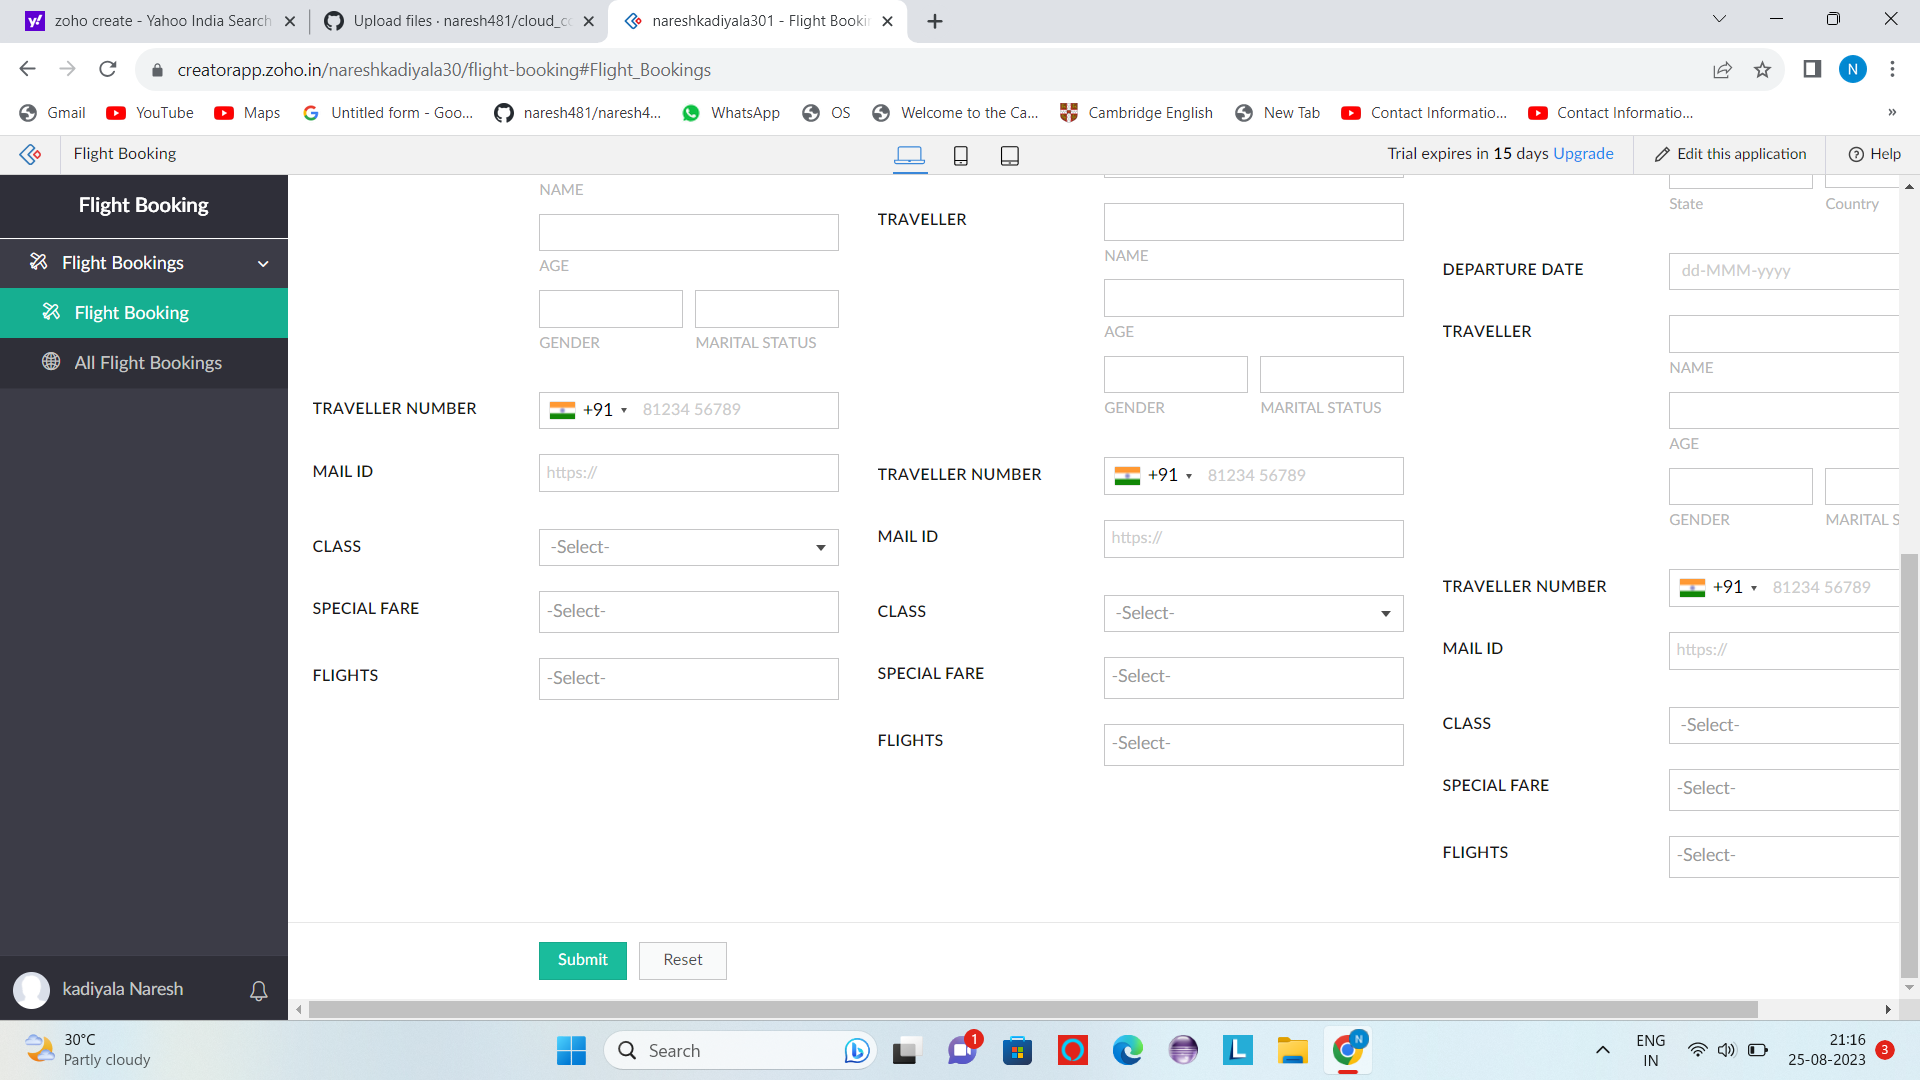 zoho create - Yahoo India Search
Upload files · naresh481/cloud_co
nareshkadiyala301 - Flight Bookin
creatorapp.zoho.in/nareshkadiyala30/flight-booking#Flight_Bookings
N
Gmail
YouTube
Maps
Untitled form - Goo...
naresh481/naresh4...
WhatsApp
OS
Welcome to the Ca...
Cambridge English
New Tab
Contact Informatio...
Contact Informatio...
»
Flight Booking
Trial expires in 15 days Upgrade
Edit this application
Help
Flight Booking
Flight Bookings
Flight Booking
All Flight Bookings
kadiyala Naresh
NAME
AGE
GENDER
MARITAL STATUS
TRAVELLER NUMBER
+91
81234 56789
MAIL ID
https://
CLASS
-Select-
SPECIAL FARE
-Select-
FLIGHTS
-Select-
TRAVELLER
NAME
AGE
GENDER
MARITAL STATUS
TRAVELLER NUMBER
+91
81234 56789
MAIL ID
https://
CLASS
-Select-
SPECIAL FARE
-Select-
FLIGHTS
-Select-
State
Country
DEPARTURE DATE
dd-MMM-yyyy
TRAVELLER
NAME
AGE
GENDER
MARITAL S
TRAVELLER NUMBER
+91
81234 56789
MAIL ID
https://
CLASS
-Select-
SPECIAL FARE
-Select-
FLIGHTS
-Select-
Submit
Reset
30°C
Partly cloudy
Search
1
L
N
ENG
IN
21:16
25-08-2023
3